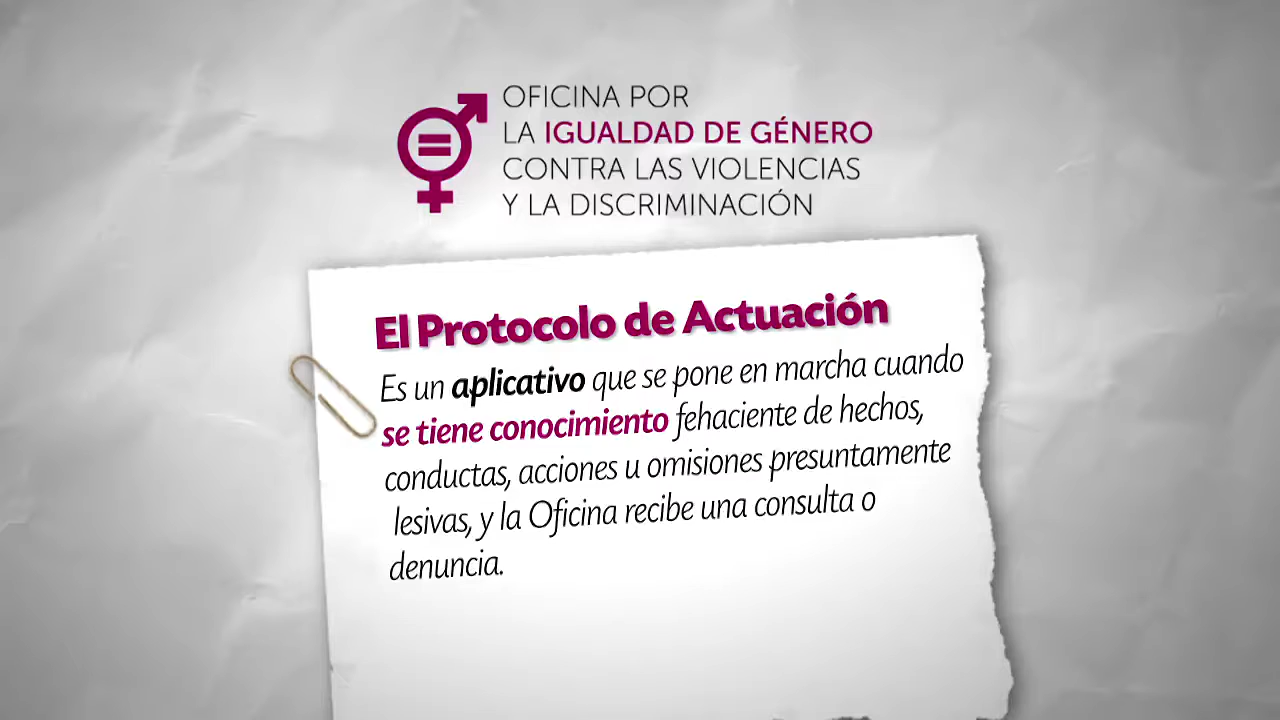 OFICINA POR
LA IGUALDAD DE GÉNERO
CONTRA LAS VIOLENCIAS
Y LA DISCRIMINACIÓN
El Protocolo de Actuación
Es un aplicativo que se pone en marcha cuando
se tiene conocimiento fehaciente de hechos,
conductas, acciones u omisiones presuntamente
lesivas, y la Oficina recibe una consulta o
denuncia.